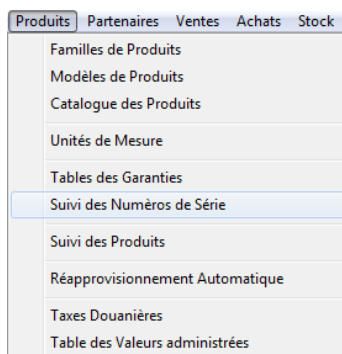 Produits Partenaires Ventes Achats Stock
Familles de Produits
Modèles de Produits
Catalogue des Produits
Unités de Mesure
Tables des Garanties
Suivi des Numèros de Série
Suivi des Produits
Réapprovisionnement Automatique
Taxes Douanières
Table des Valeurs administrées